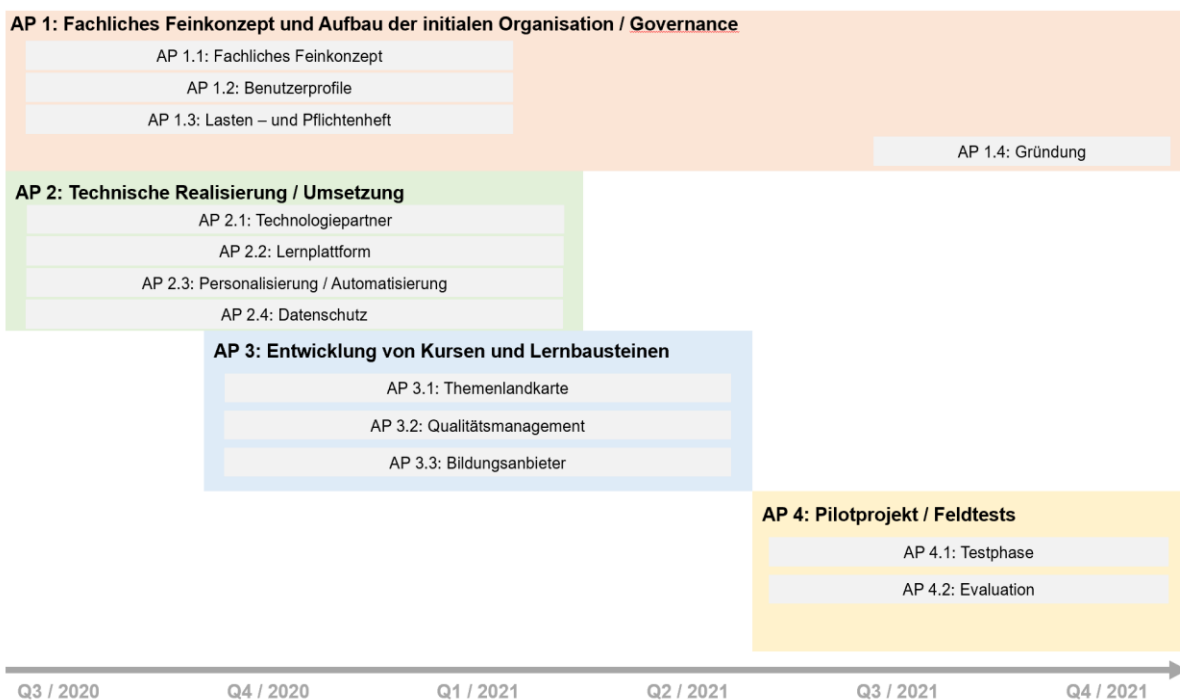 AP 1: Fachliches Feinkonzept und Aufbau der initialen Organisation / Governance
AP 1.1: Fachliches Feinkonzept
AP 1.2: Benutzerprofile
AP 1.3: Lasten – und Pflichtenheft
AP 1.4: Gründung
AP 2: Technische Realisierung / Umsetzung
AP 2.1: Technologiepartner
AP 2.2: Lernplattform
AP 2.3: Personalisierung / Automatisierung
AP 2.4: Datenschutz
AP 3: Entwicklung von Kursen und Lernbausteinen
AP 3.1: Themenlandkarte
AP 3.2: Qualitätsmanagement
AP 3.3: Bildungsanbieter
AP 4: Pilotprojekt / Feldtests
AP 4.1: Testphase
AP 4.2: Evaluation
Q3 / 2020 Q4 / 2020 Q1 / 2021 Q2 / 2021 Q3 / 2021 Q4 / 2021